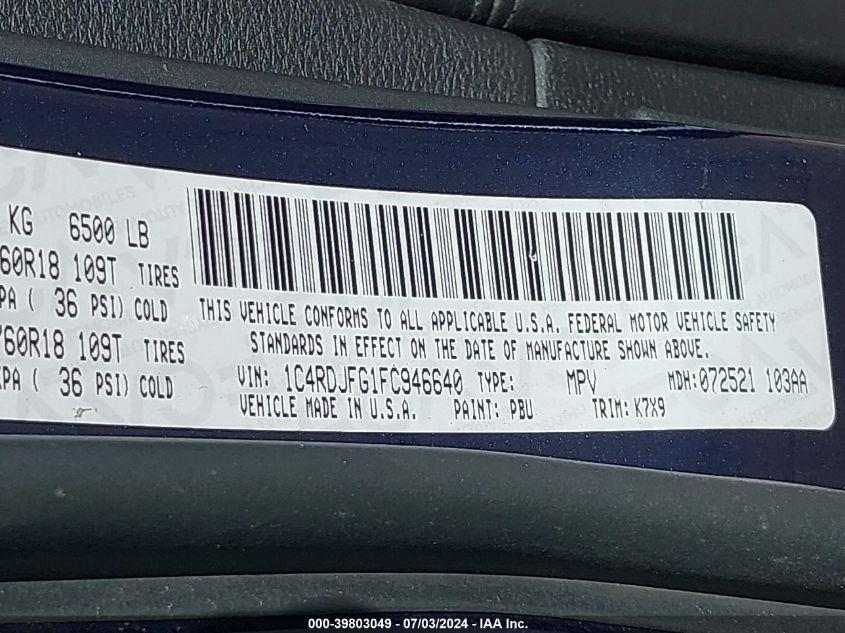 KG 6500 LB
60R18 109T TIRES
PA ( 36 PSI) COLD
/60R18 109T TIRES
KPA ( 36 PSI) COLD
THIS VEHICLE CONFORMS TO ALL APPLICABLE U.S.A. FEDERAL MOTOR VEHICLE SAFETY
STANDARDS IN EFFECT ON THE DATE OF MANUFACTURE SHOWN ABOVE.
VIN: 1C4RDJFG1FC946640 TYPE: MPV MDH:072521 103AA
VEHICLE MADE IN U.S.A. PAINT: PBU TRIM: K7X9
000-39803049 - 07/03/2024 - IAA Inc.